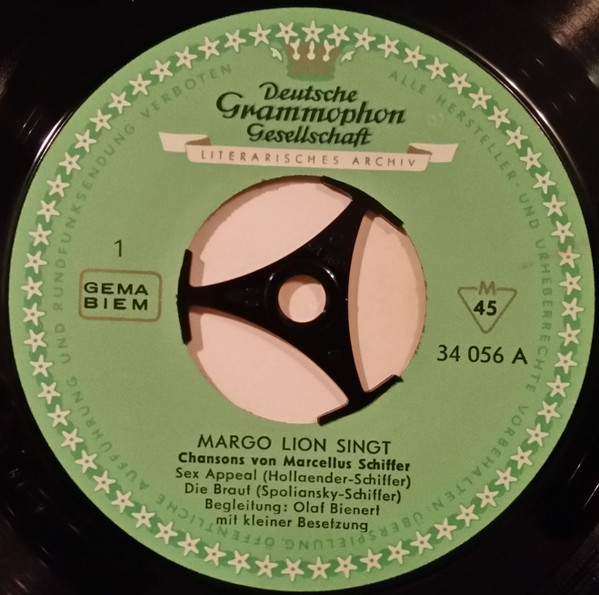 Deutsche
Grammophon
Gesellschaft
LITERARISCHES ARCHIV
ALLE HERSTELLER- UND URHEBERRECHTE VORBEHALTEN. ÜBERSPIELUNG, ÖFFENTLICHE AUFFÜHRUNG UND RUNDFUNKSENDUNG VERBOTEN
1
GEMA
BIEM
M
45
34 056 A
MARGO LION SINGT
Chansons von Marcellus Schiffer
Sex Appeal (Hollaender-Schiffer)
Die Braut (Spoliansky-Schiffer)
Begleitung: Olaf Bienert
mit kleiner Besetzung